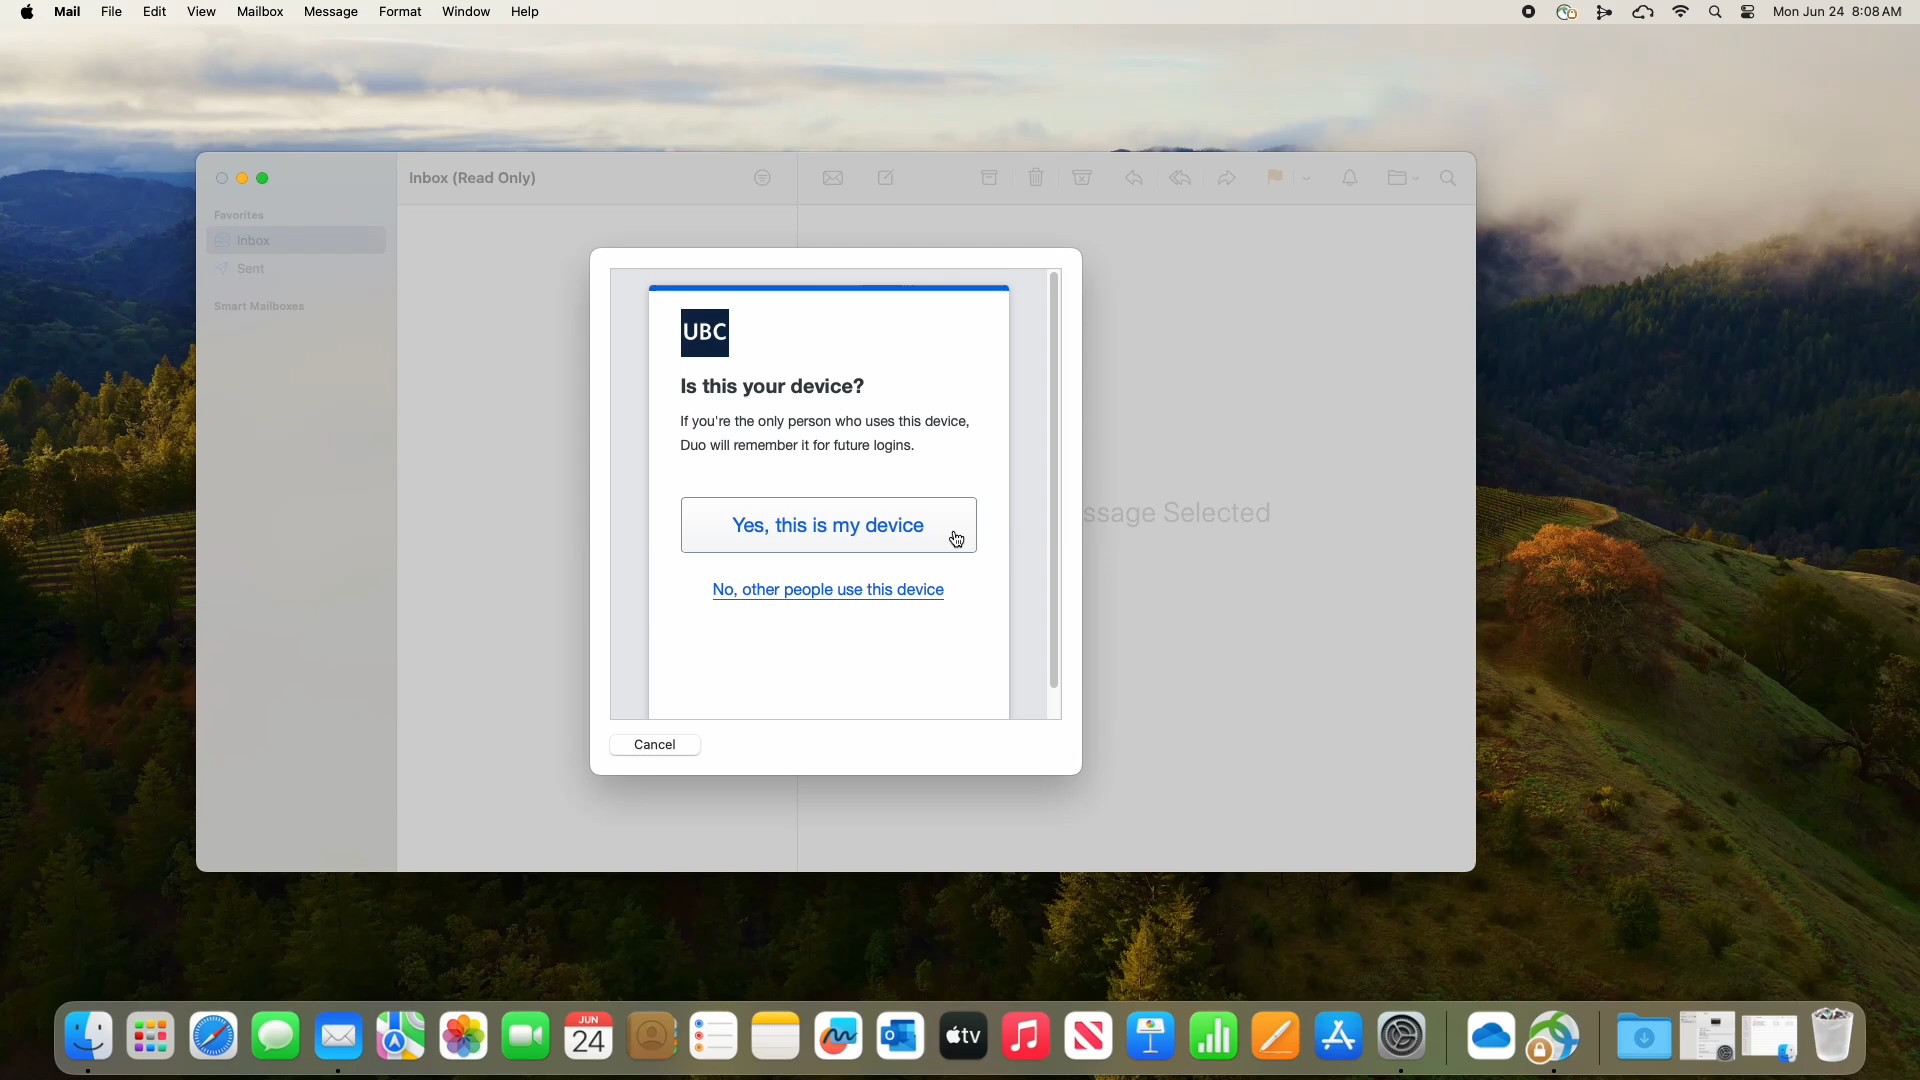 Mail File Edit View Mailbox Message Format Window Help Mon Jun 24 8:08 AM
Inbox (Read Only)
Favorites
Inbox
Sent
Smart Mailboxes
UBC
Is this your device?
If you're the only person who uses this device,
Duo will remember it for future logins.
Yes, this is my device
ssage Selected
No, other people use this device
Cancel
JUN
24
tv